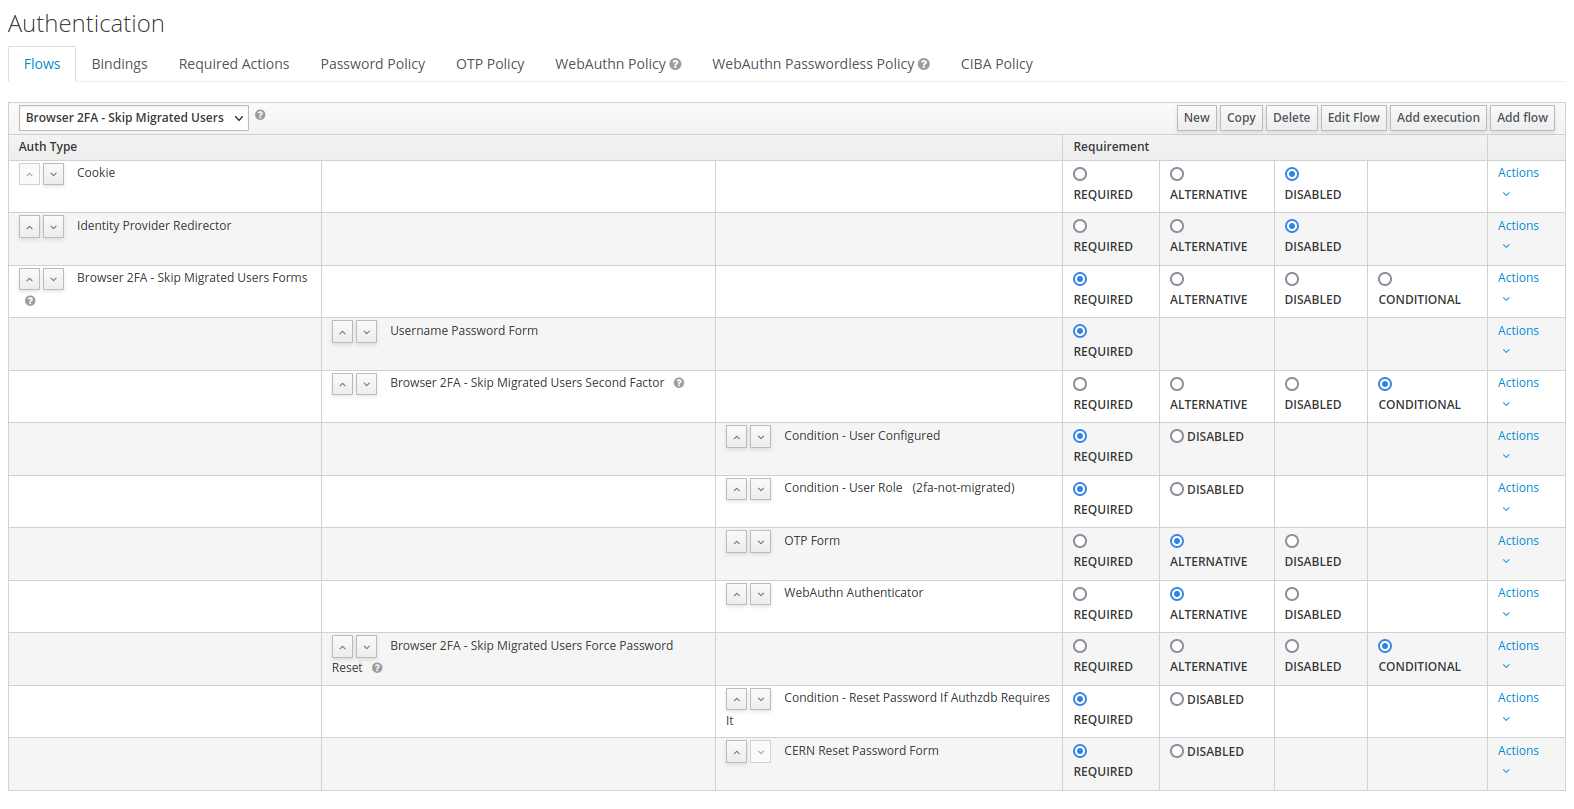 Authentication
Flows Bindings Required Actions Password Policy OTP Policy WebAuthn Policy WebAuthn Passwordless Policy CIBA Policy
Browser 2FA - Skip Migrated Users New Copy Delete Edit Flow Add execution Add flow
Auth Type Requirement
Cookie Actions
REQUIRED ALTERNATIVE DISABLED
Identity Provider Redirector Actions
REQUIRED ALTERNATIVE DISABLED
Browser 2FA - Skip Migrated Users Forms Actions
REQUIRED ALTERNATIVE DISABLED CONDITIONAL
Username Password Form Actions
REQUIRED
Browser 2FA - Skip Migrated Users Second Factor Actions
REQUIRED ALTERNATIVE DISABLED CONDITIONAL
Condition - User Configured DISABLED Actions
REQUIRED
Condition - User Role (2fa-not-migrated) DISABLED Actions
REQUIRED
OTP Form Actions
REQUIRED ALTERNATIVE DISABLED
WebAuthn Authenticator Actions
REQUIRED ALTERNATIVE DISABLED
Browser 2FA - Skip Migrated Users Force Password Actions
Reset REQUIRED ALTERNATIVE DISABLED CONDITIONAL
Condition - Reset Password If Authzdb Requires DISABLED Actions
It REQUIRED
CERN Reset Password Form DISABLED Actions
REQUIRED